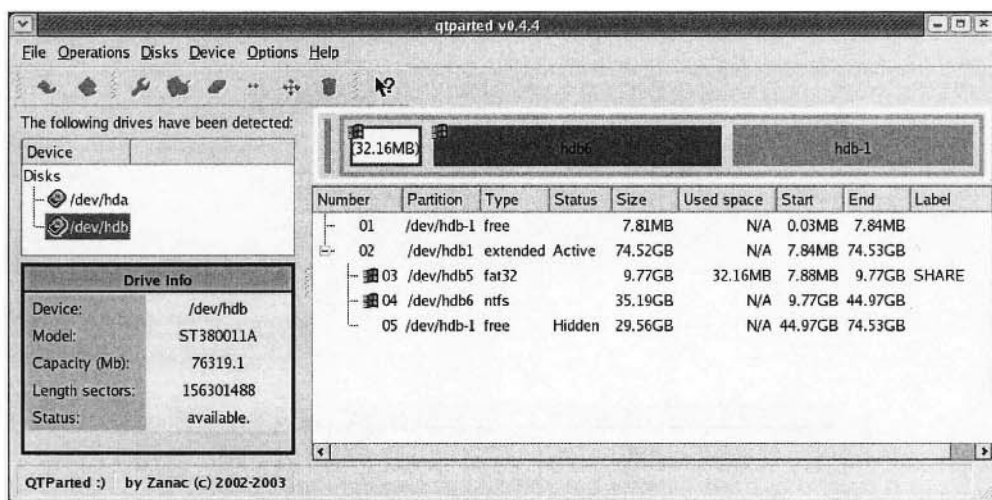 qtparted v0.4.4
File Operations Disks Device Options Help
The following drives have been detected:
Device
Disks
/dev/hda
/dev/hdb
Drive Info
Device: /dev/hdb
Model: ST380011A
Capacity (Mb): 76319.1
Length sectors: 156301488
Status: available.
(32.16MB) hdb6 hdb-1
Number Partition Type Status Size Used space Start End Label
01 /dev/hdb-1 free 7.81MB N/A 0.03MB 7.84MB
02 /dev/hdb1 extended Active 74.52GB N/A 7.84MB 74.53GB
03 /dev/hdb5 fat32 9.77GB 32.16MB 7.88MB 9.77GB SHARE
04 /dev/hdb6 ntfs 35.19GB N/A 9.77GB 44.97GB
05 /dev/hdb-1 free Hidden 29.56GB N/A 44.97GB 74.53GB
QTParted :) by Zanac (c) 2002-2003